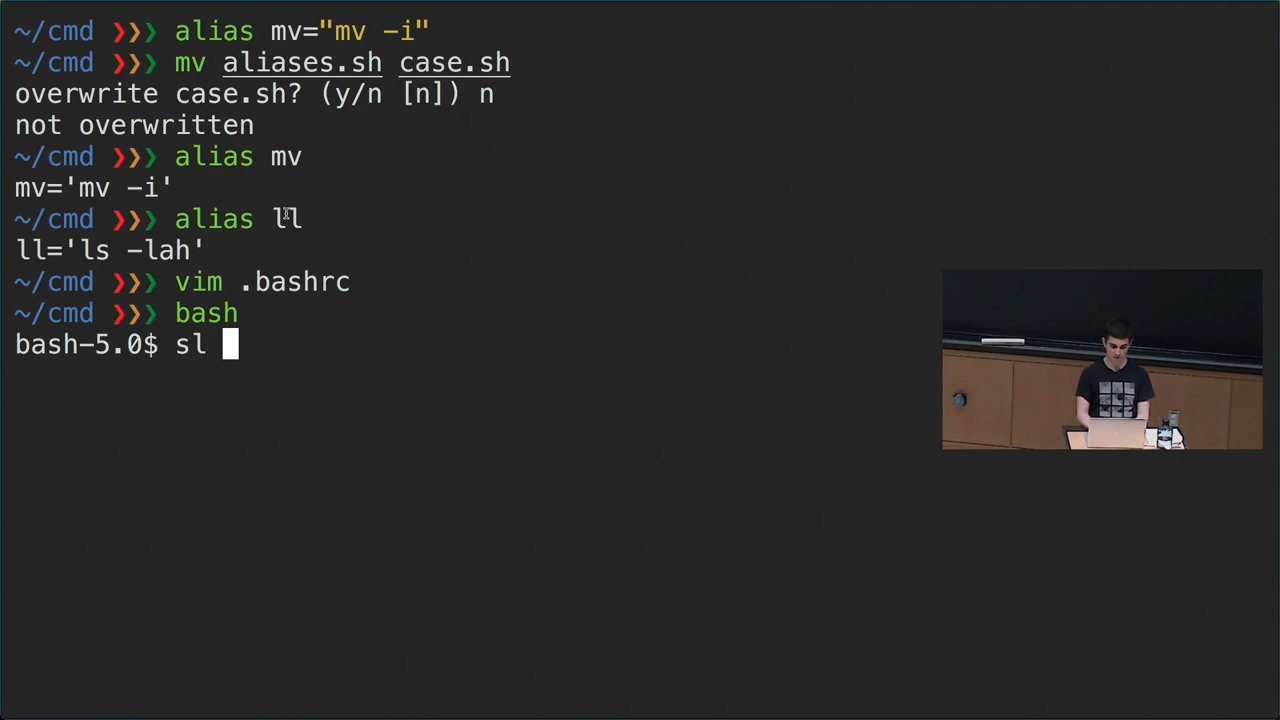 ~/cmd ❯❯❯ alias mv="mv -i"
~/cmd ❯❯❯ mv aliases.sh case.sh
overwrite case.sh? (y/n [n]) n
not overwritten
~/cmd ❯❯❯ alias mv
mv='mv -i'
~/cmd ❯❯❯ alias ll
ll='ls -lah'
~/cmd ❯❯❯ vim .bashrc
~/cmd ❯❯❯ bash
bash-5.0$ sl